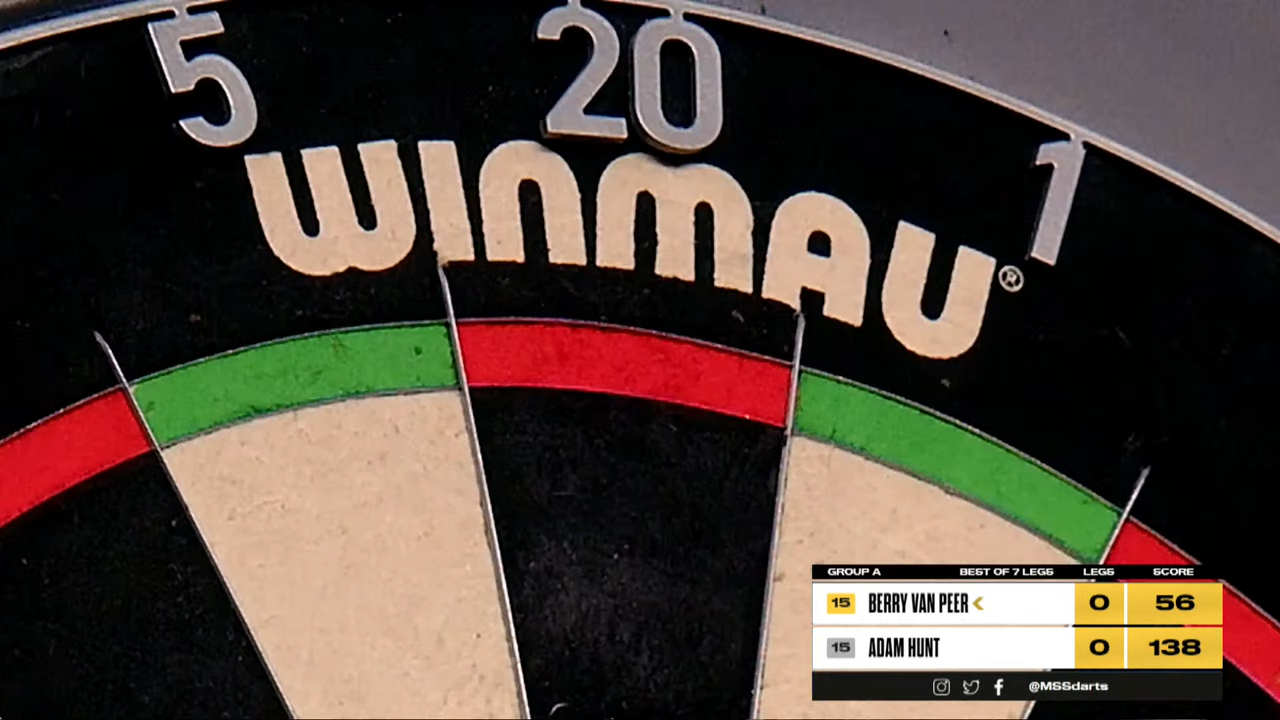 5 20 1
WINMAU®
GROUP A BEST OF 7 LEGS LEGS SCORE
15 BERRY VAN PEER 0 56
15 ADAM HUNT 0 138
@MSSdarts